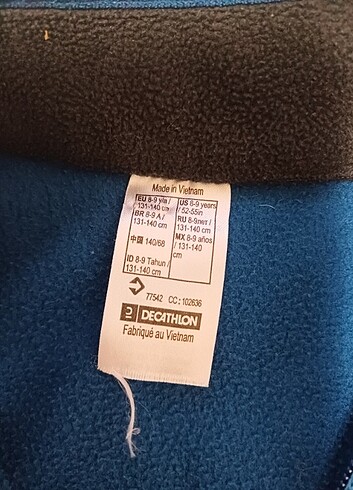 Made in Vietnam
EU 8-9 y/a /
131-140 cm
BR 8-9 A /
131-140 cm
中国 140/68
ID 8-9 Tahun /
131-140 cm
US 8-9 years
/ 52-55in
RU 8-9лет /
131-140 cm
MX 8-9 años
/ 131-140
cm
77542 CC : 102636
DECATHLON
Fabriqué au Vietnam